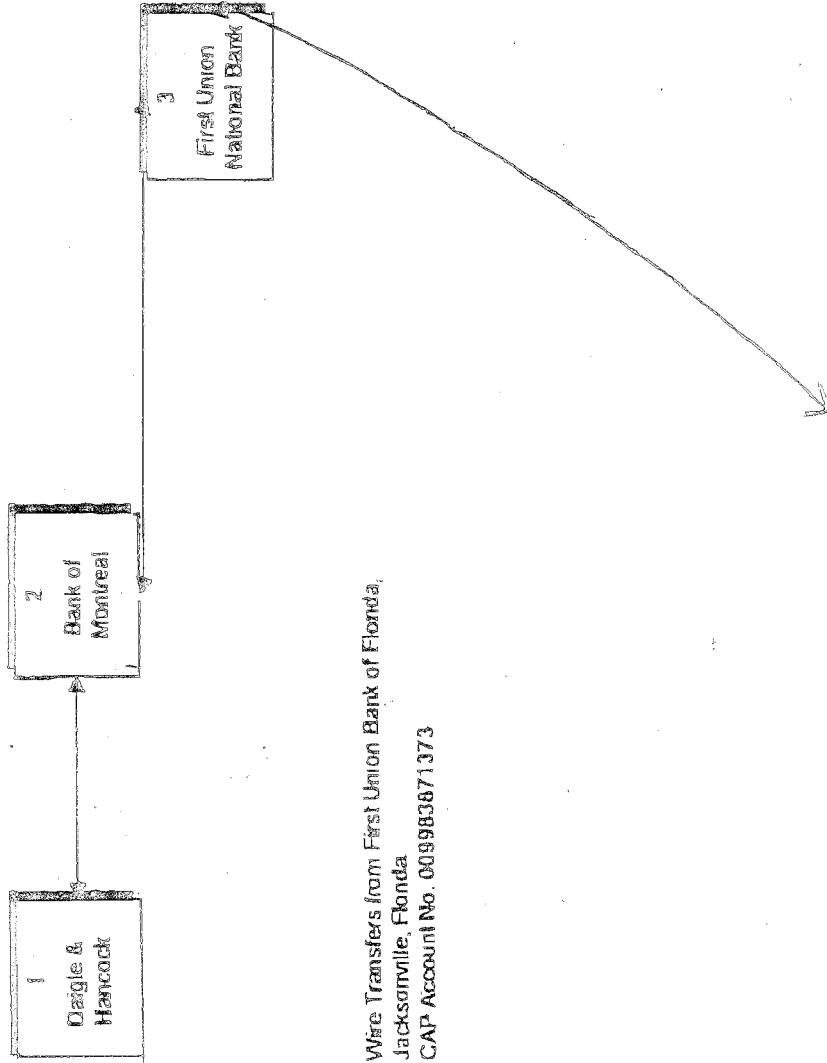 1
Daigle &
Hancock
2
Bank of
Montreal
3
First Union
National Bank
Wire Transfers from First Union Bank of Florida,
Jacksonville, Florida
CAP Account No. 009983871373